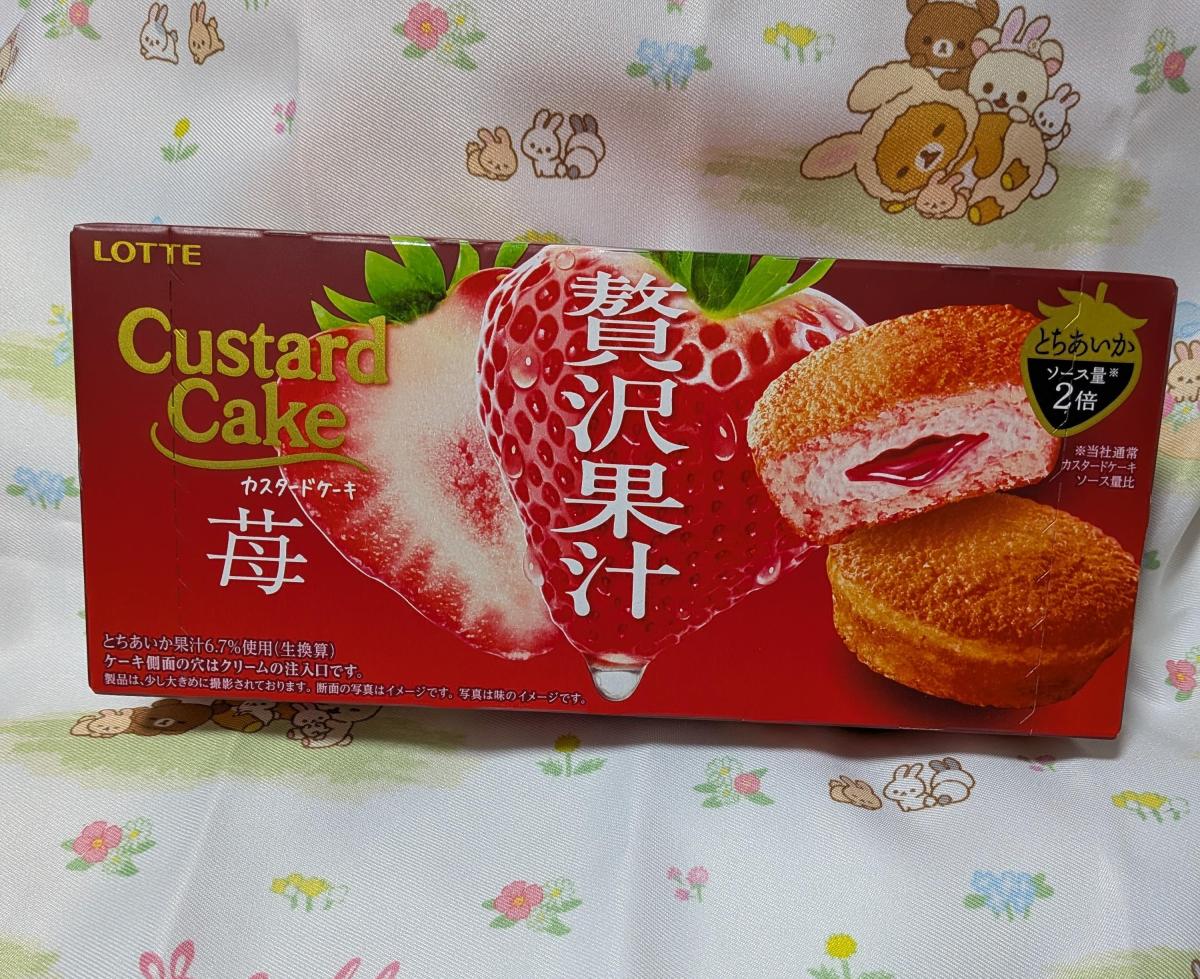 LOTTE
Custard
Cake
カスタードケーキ
苺
贅沢果汁
とちあいか
ソース量※
2倍
※当社通常
カスタードケーキ
ソース量比
とちあいか果汁6.7%使用(生換算)
ケーキ側面の穴はクリームの注入口です。
製品は、少し大きめに撮影されております。断面の写真はイメージです。写真は味のイメージです。